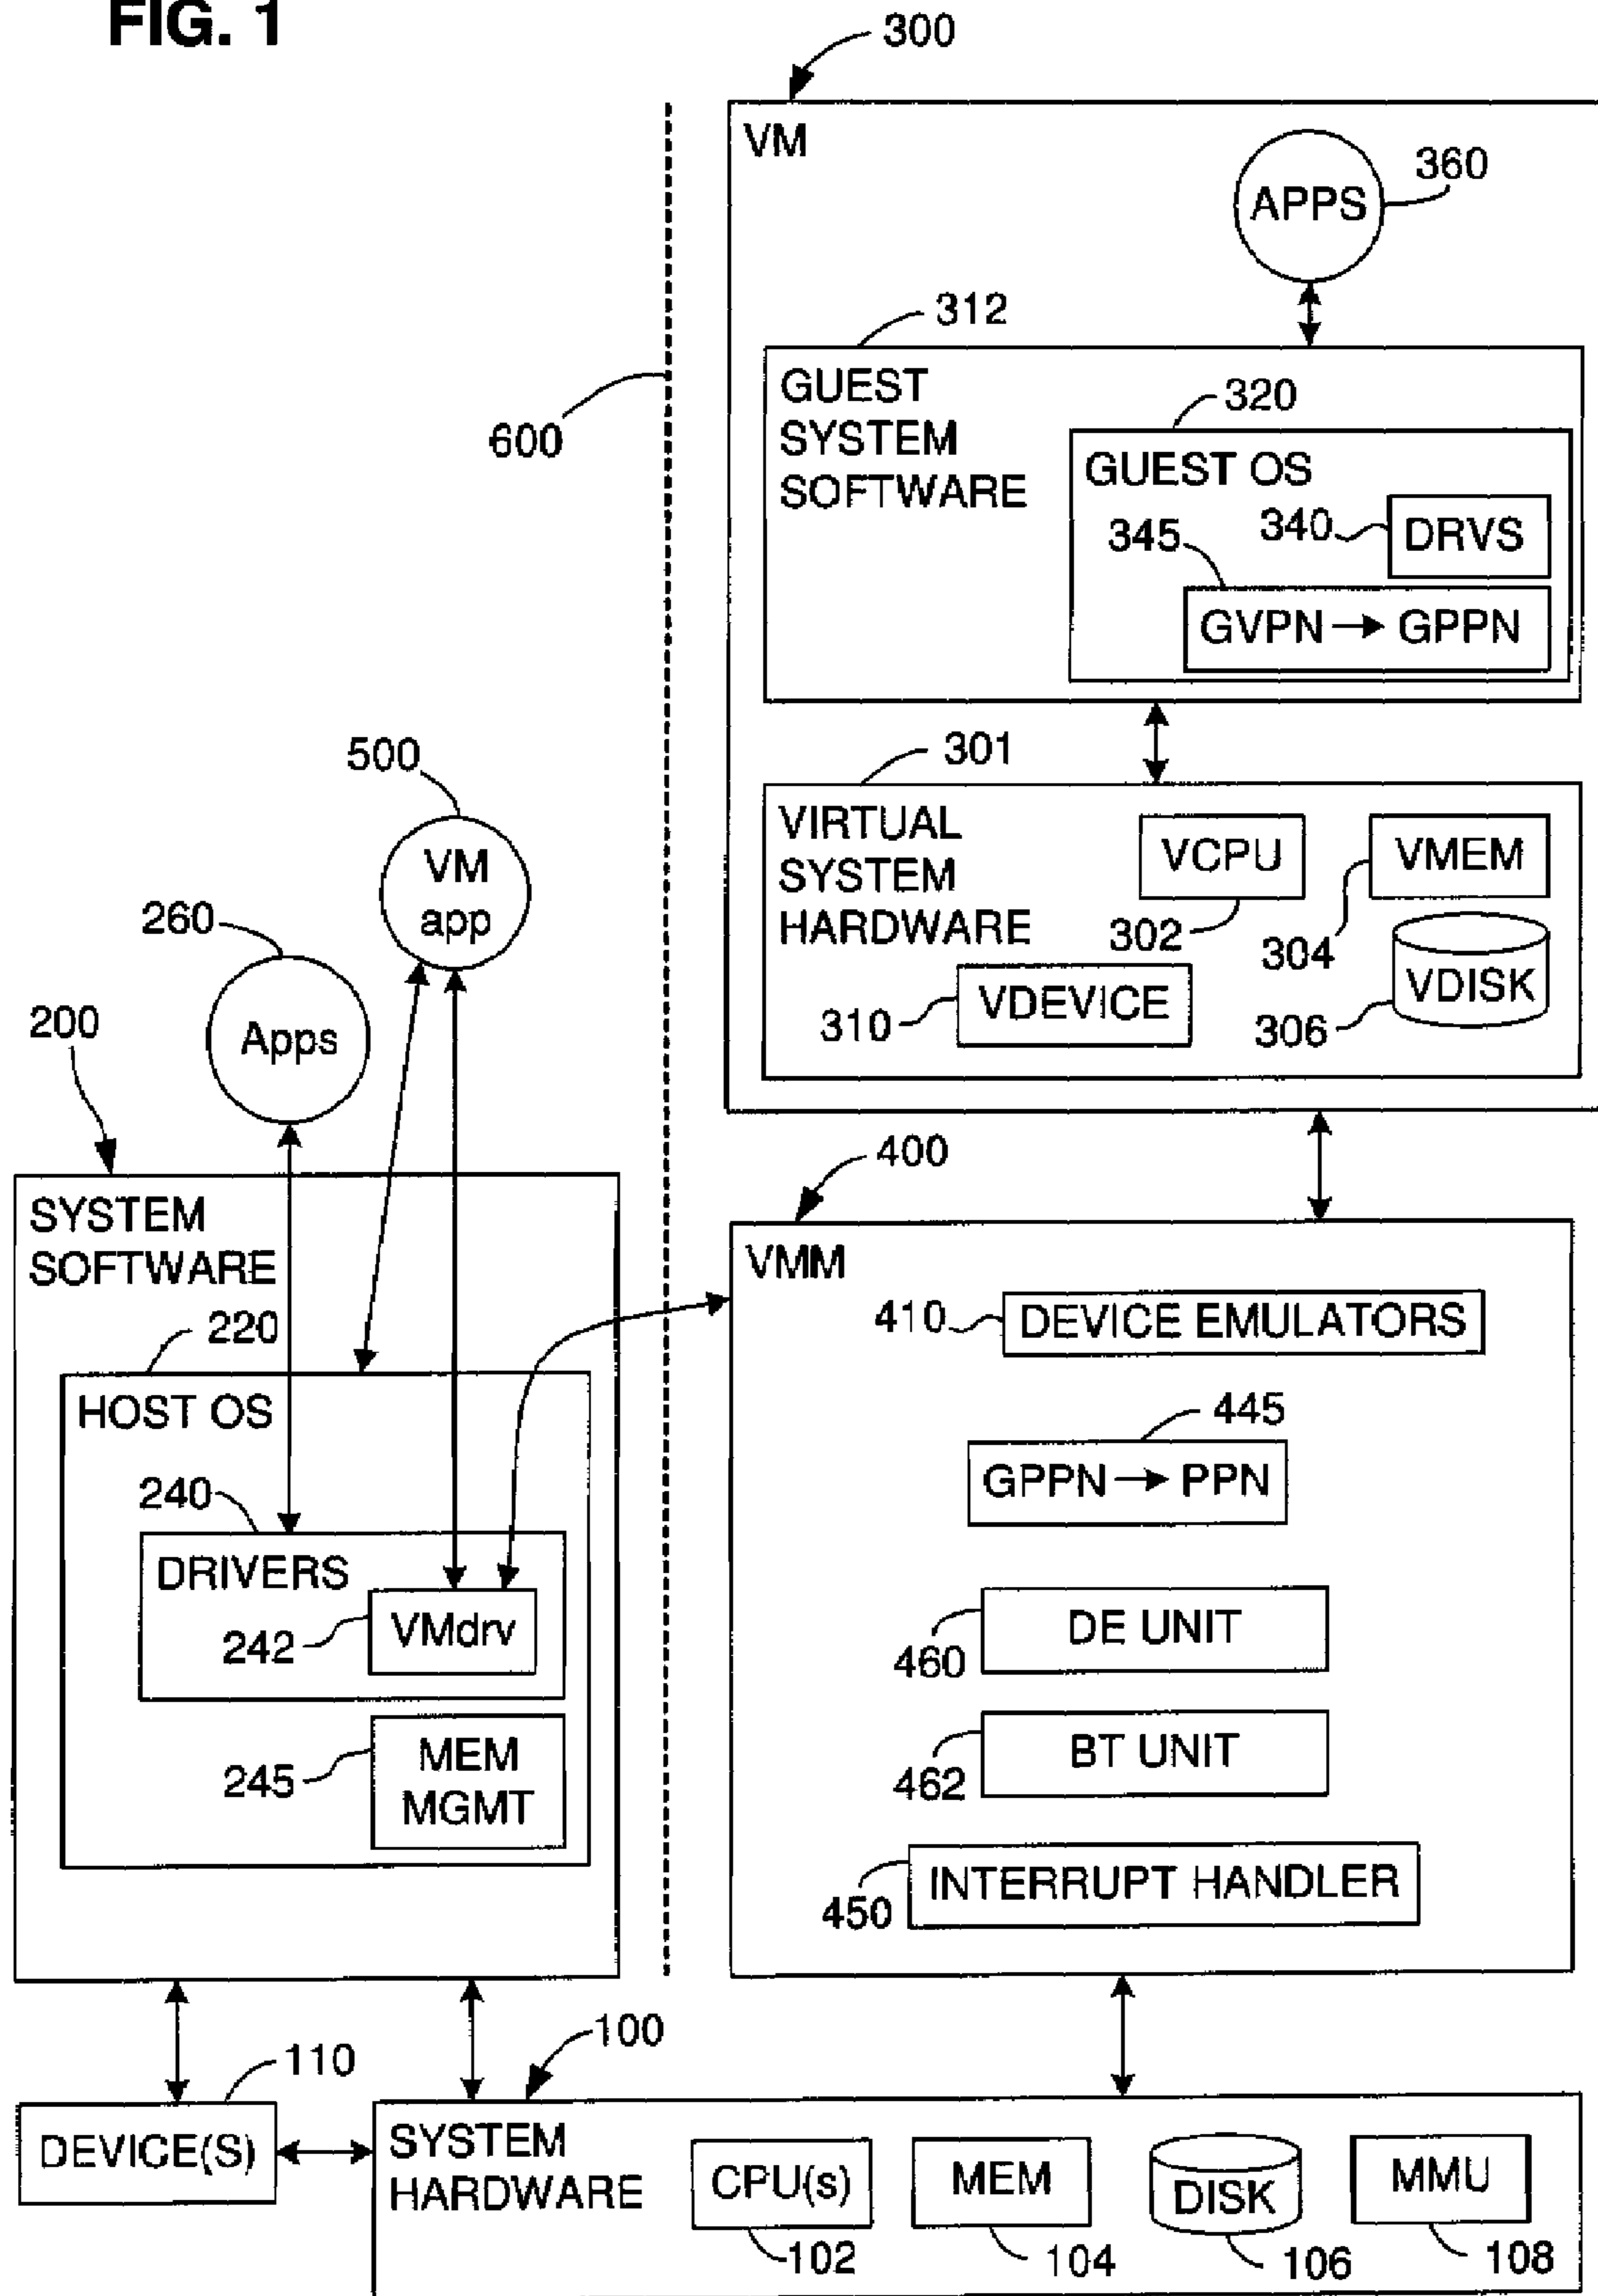 FIG. 1
300
VM
360
APPS
312
GUEST
SYSTEM
SOFTWARE
320
GUEST OS
340
DRVS
345
GVPN → GPPN
600
301
VIRTUAL
SYSTEM
HARDWARE
VCPU
302
VMEM
304
VDEVICE
310
VDISK
306
500
VM
app
260
Apps
200
SYSTEM
SOFTWARE
220
HOST OS
240
DRIVERS
VMdrv
242
MEM
MGMT
245
400
VMM
410
DEVICE EMULATORS
445
GPPN → PPN
DE UNIT
460
BT UNIT
462
INTERRUPT HANDLER
450
110
DEVICE(S)
100
SYSTEM
HARDWARE
CPU(s)
102
MEM
104
DISK
106
MMU
108